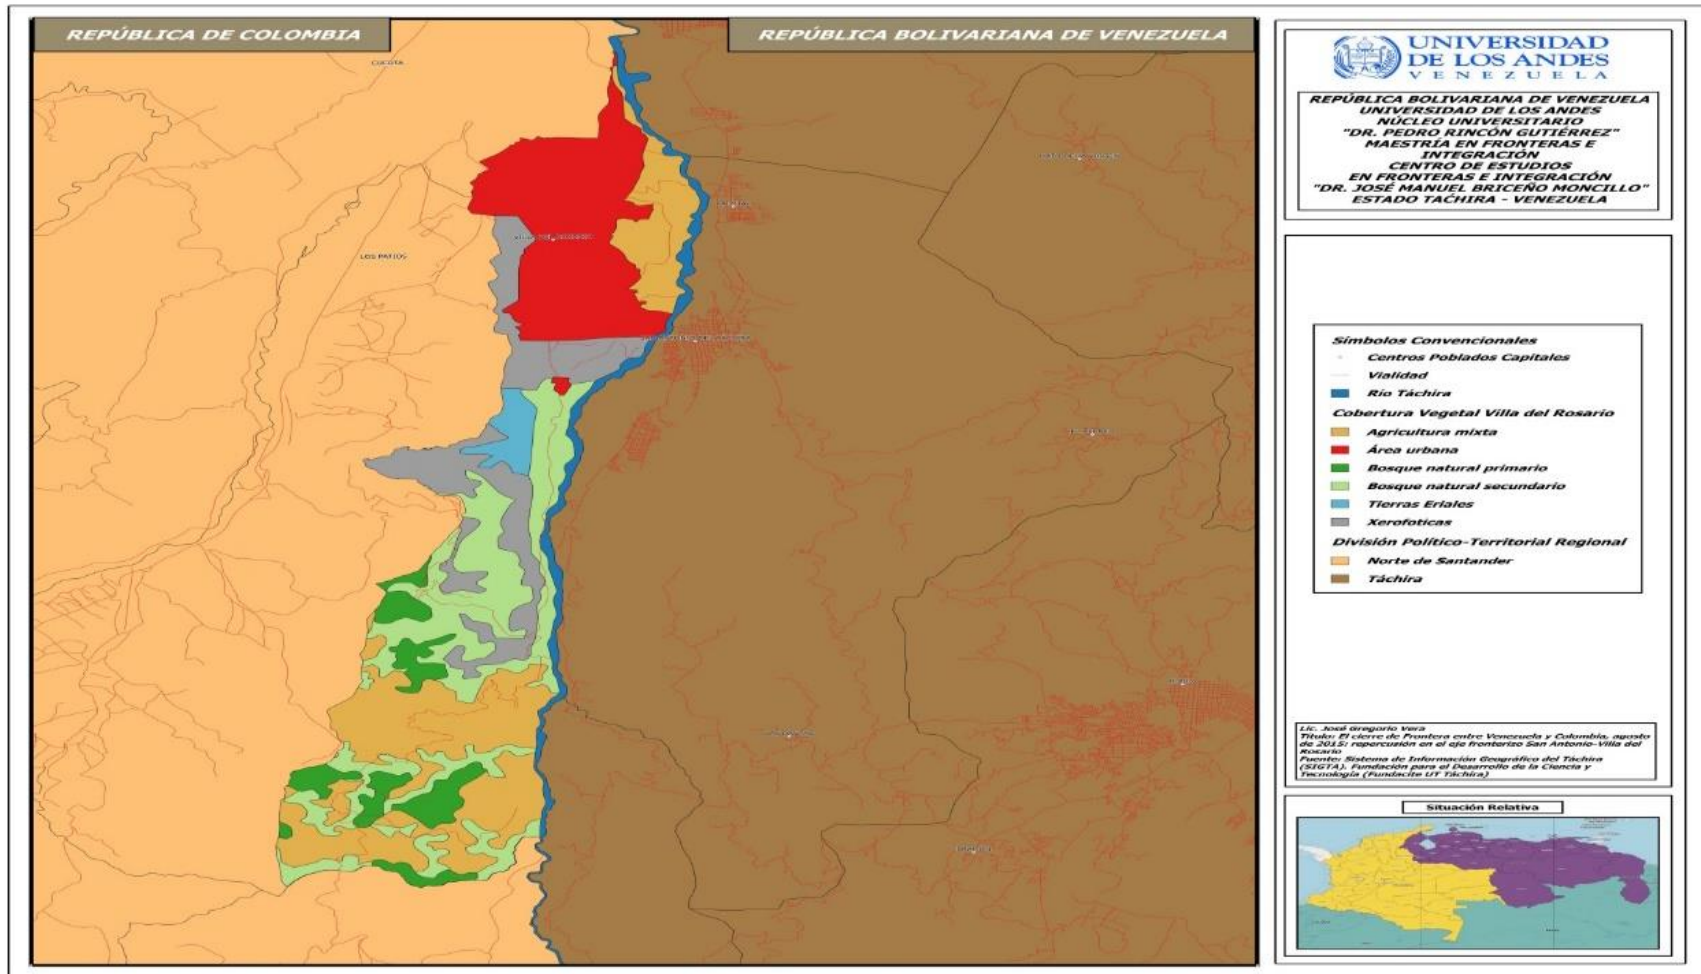 REPÚBLICA DE COLOMBIA
REPÚBLICA BOLIVARIANA DE VENEZUELA
CÚCUTA
LOS PATIOS
UNIVERSIDAD
DE LOS ANDES
VENEZUELA
REPÚBLICA BOLIVARIANA DE VENEZUELA
UNIVERSIDAD DE LOS ANDES
NÚCLEO UNIVERSITARIO
"DR. PEDRO RINCÓN GUTIÉRREZ"
MAESTRÍA EN FRONTERAS E
INTEGRACIÓN
CENTRO DE ESTUDIOS
EN FRONTERAS E INTEGRACIÓN
"DR. JOSÉ MANUEL BRICEÑO MONCILLO"
ESTADO TÁCHIRA - VENEZUELA
Símbolos Convencionales
Centros Poblados Capitales
Vialidad
Río Táchira
Cobertura Vegetal Villa del Rosario
Agricultura mixta
Área urbana
Bosque natural primario
Bosque natural secundario
Tierras Eriales
Xerofoticas
División Político-Territorial Regional
Norte de Santander
Táchira
Lic. José Gregorio Vera
Título: El cierre de Frontera entre Venezuela y Colombia, agosto
de 2015: repercusión en el eje fronterizo San Antonio-Villa del
Rosario
Fuente: Sistema de Información Geográfico del Táchira
(SIGTA). Fundación para el Desarrollo de la Ciencia y
Tecnología (Fundacite UT Táchira)
Situación Relativa